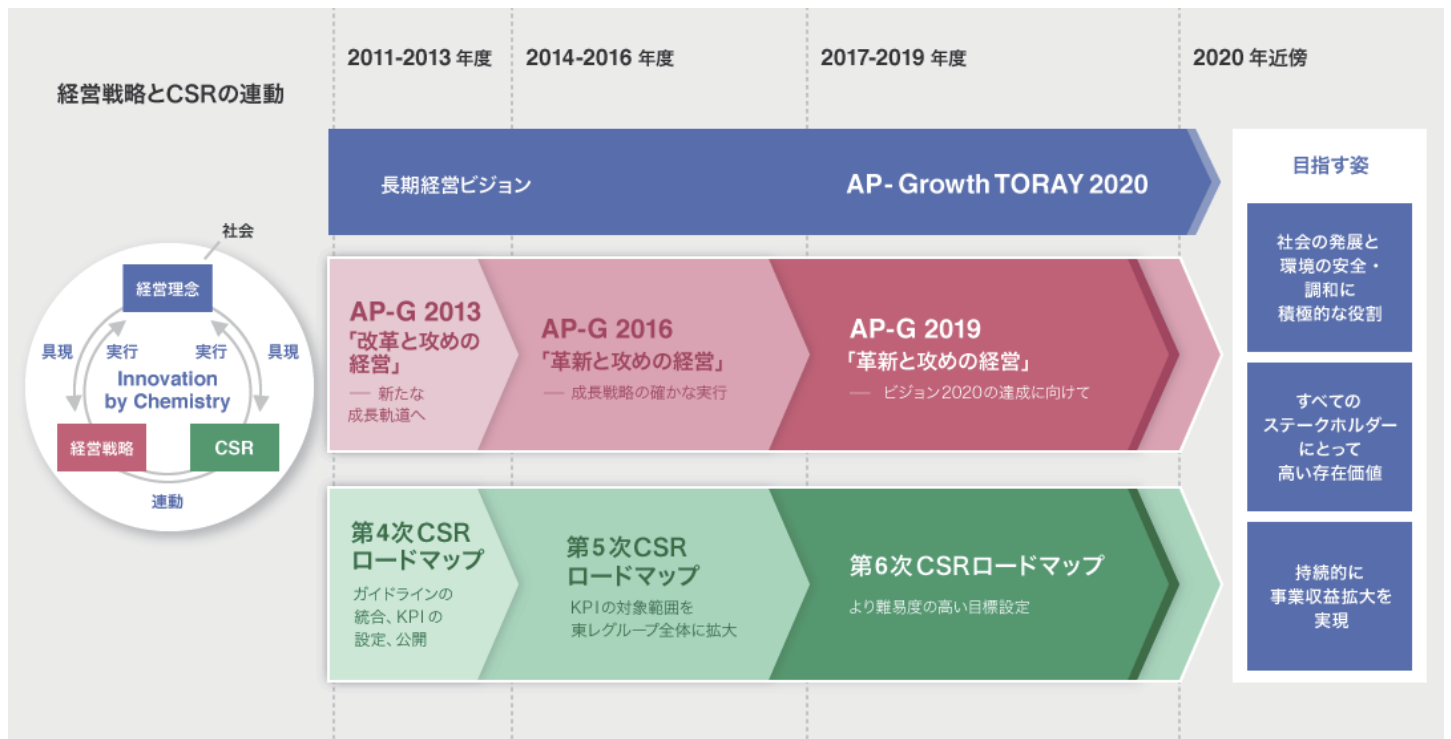 経営戦略とCSRの連動
2011-2013 年度
2014-2016 年度
2017-2019 年度
2020 年近傍
社会
経営理念
具現
実行
実行
具現
Innovation
by Chemistry
経営戦略
CSR
連動
長期経営ビジョン
AP- Growth TORAY 2020
AP-G 2013
「改革と攻めの
経営」
── 新たな
成長軌道へ
AP-G 2016
「革新と攻めの経営」
── 成長戦略の確かな実行
AP-G 2019
「革新と攻めの経営」
── ビジョン2020の達成に向けて
第4次CSR
ロードマップ
ガイドラインの
統合、KPIの
設定、公開
第5次CSR
ロードマップ
KPIの対象範囲を
東レグループ全体に拡大
第6次CSRロードマップ
より難易度の高い目標設定
目指す姿
社会の発展と
環境の安全・
調和に
積極的な役割
すべての
ステークホルダー
にとって
高い存在価値
持続的に
事業収益拡大を
実現